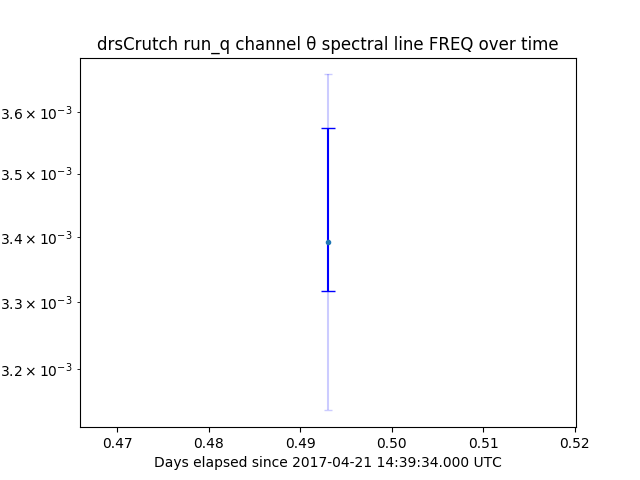 drsCrutch run_q channel θ spectral line FREQ over time
3.6 × 10⁻³
3.5 × 10⁻³
3.4 × 10⁻³
3.3 × 10⁻³
3.2 × 10⁻³
0.47 0.48 0.49 0.50 0.51 0.52
Days elapsed since 2017-04-21 14:39:34.000 UTC